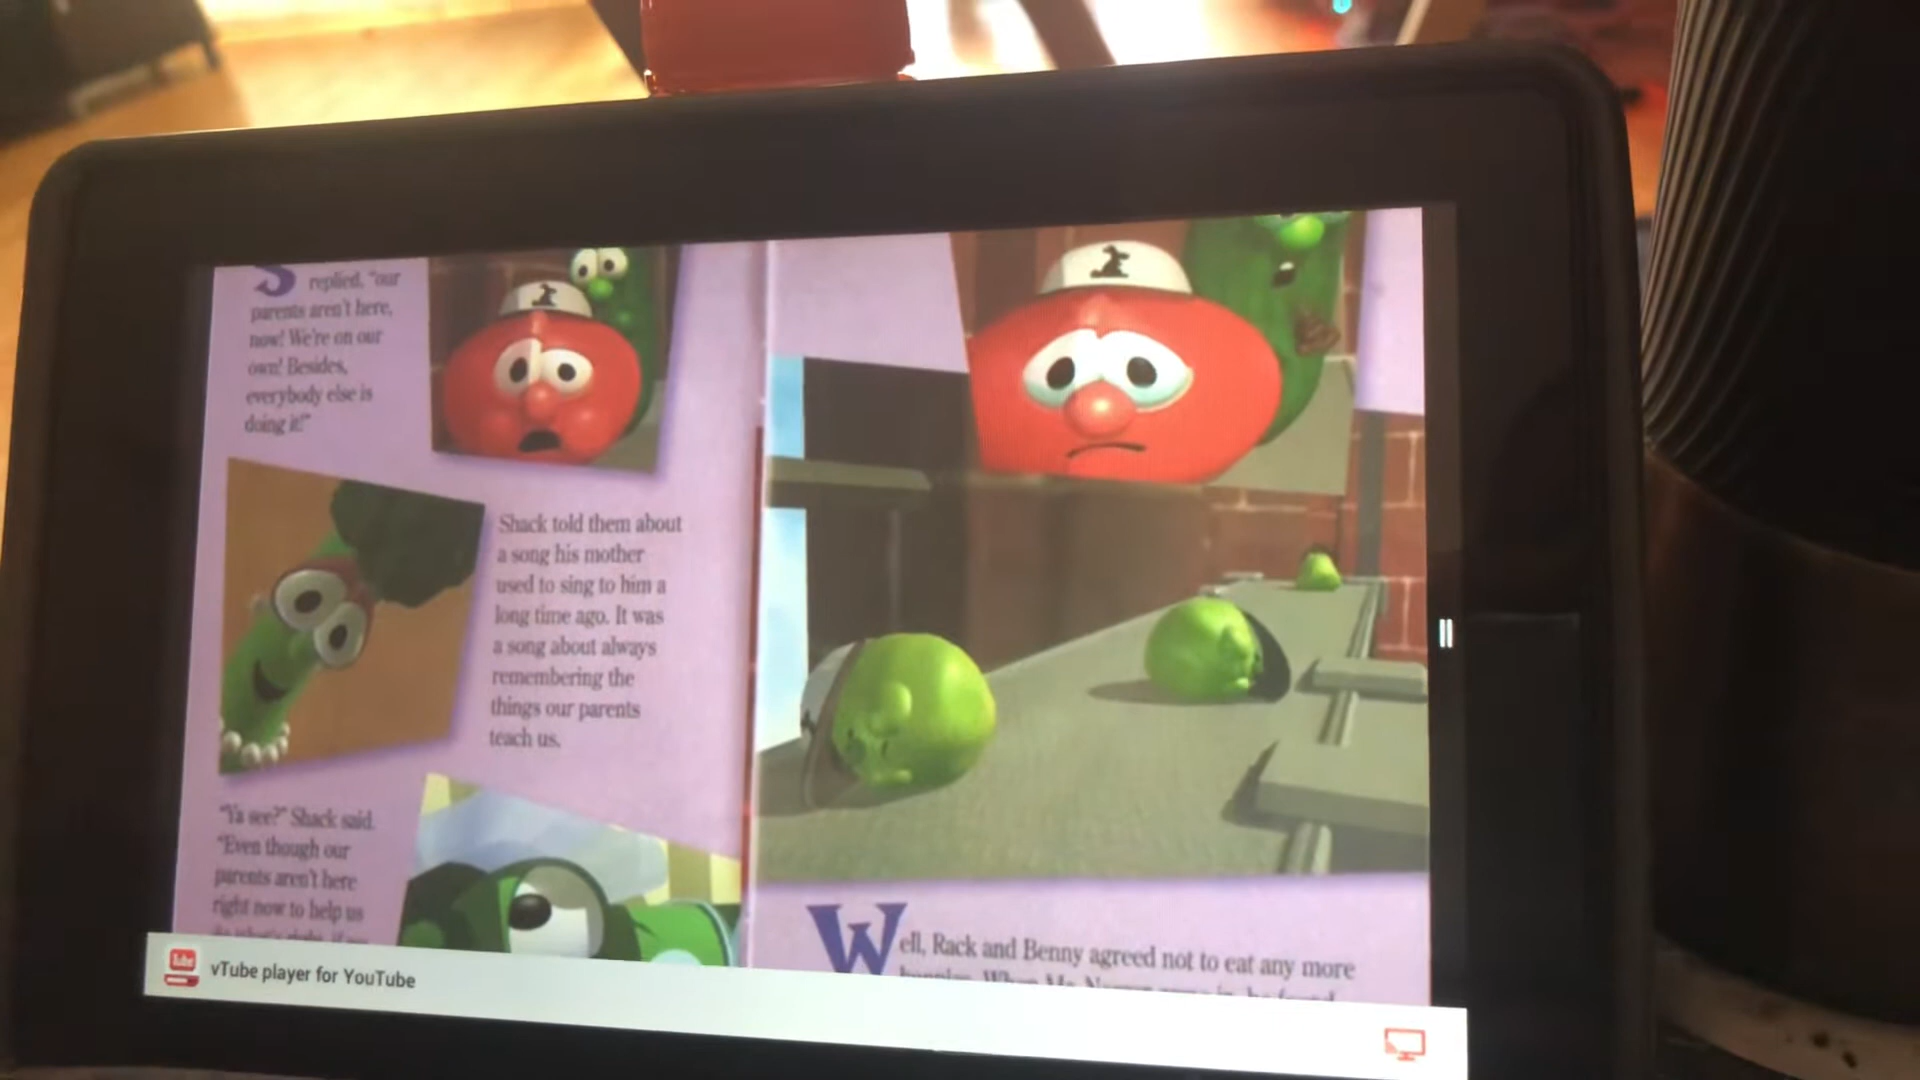 S replied, "our
parents aren't here,
now! We're on our
own! Besides,
everybody else is
doing it!"
Shack told them about
a song his mother
used to sing to him a
long time ago. It was
a song about always
remembering the
things our parents
teach us.
"Ya see?" Shack said.
"Even though our
parents aren't here
right now to help us
Well, Rack and Benny agreed not to eat any more
Lite
vTube player for YouTube